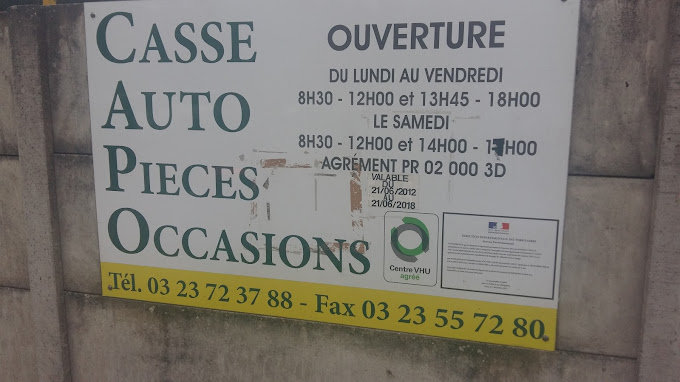 CASSE
AUTO
PIECES
OCCASIONS
OUVERTURE
DU LUNDI AU VENDREDI
8H30 - 12H00 et 13H45 - 18H00
LE SAMEDI
8H30 - 12H00 et 14H00 - H00
AGRÉMENT PR 02 000 3D
VALABLE
DU
21/06/2012
AU
21/06/2018
Centre VHU
agréé
Tél. 03 23 72 37 88 - Fax 03 23 55 72 80